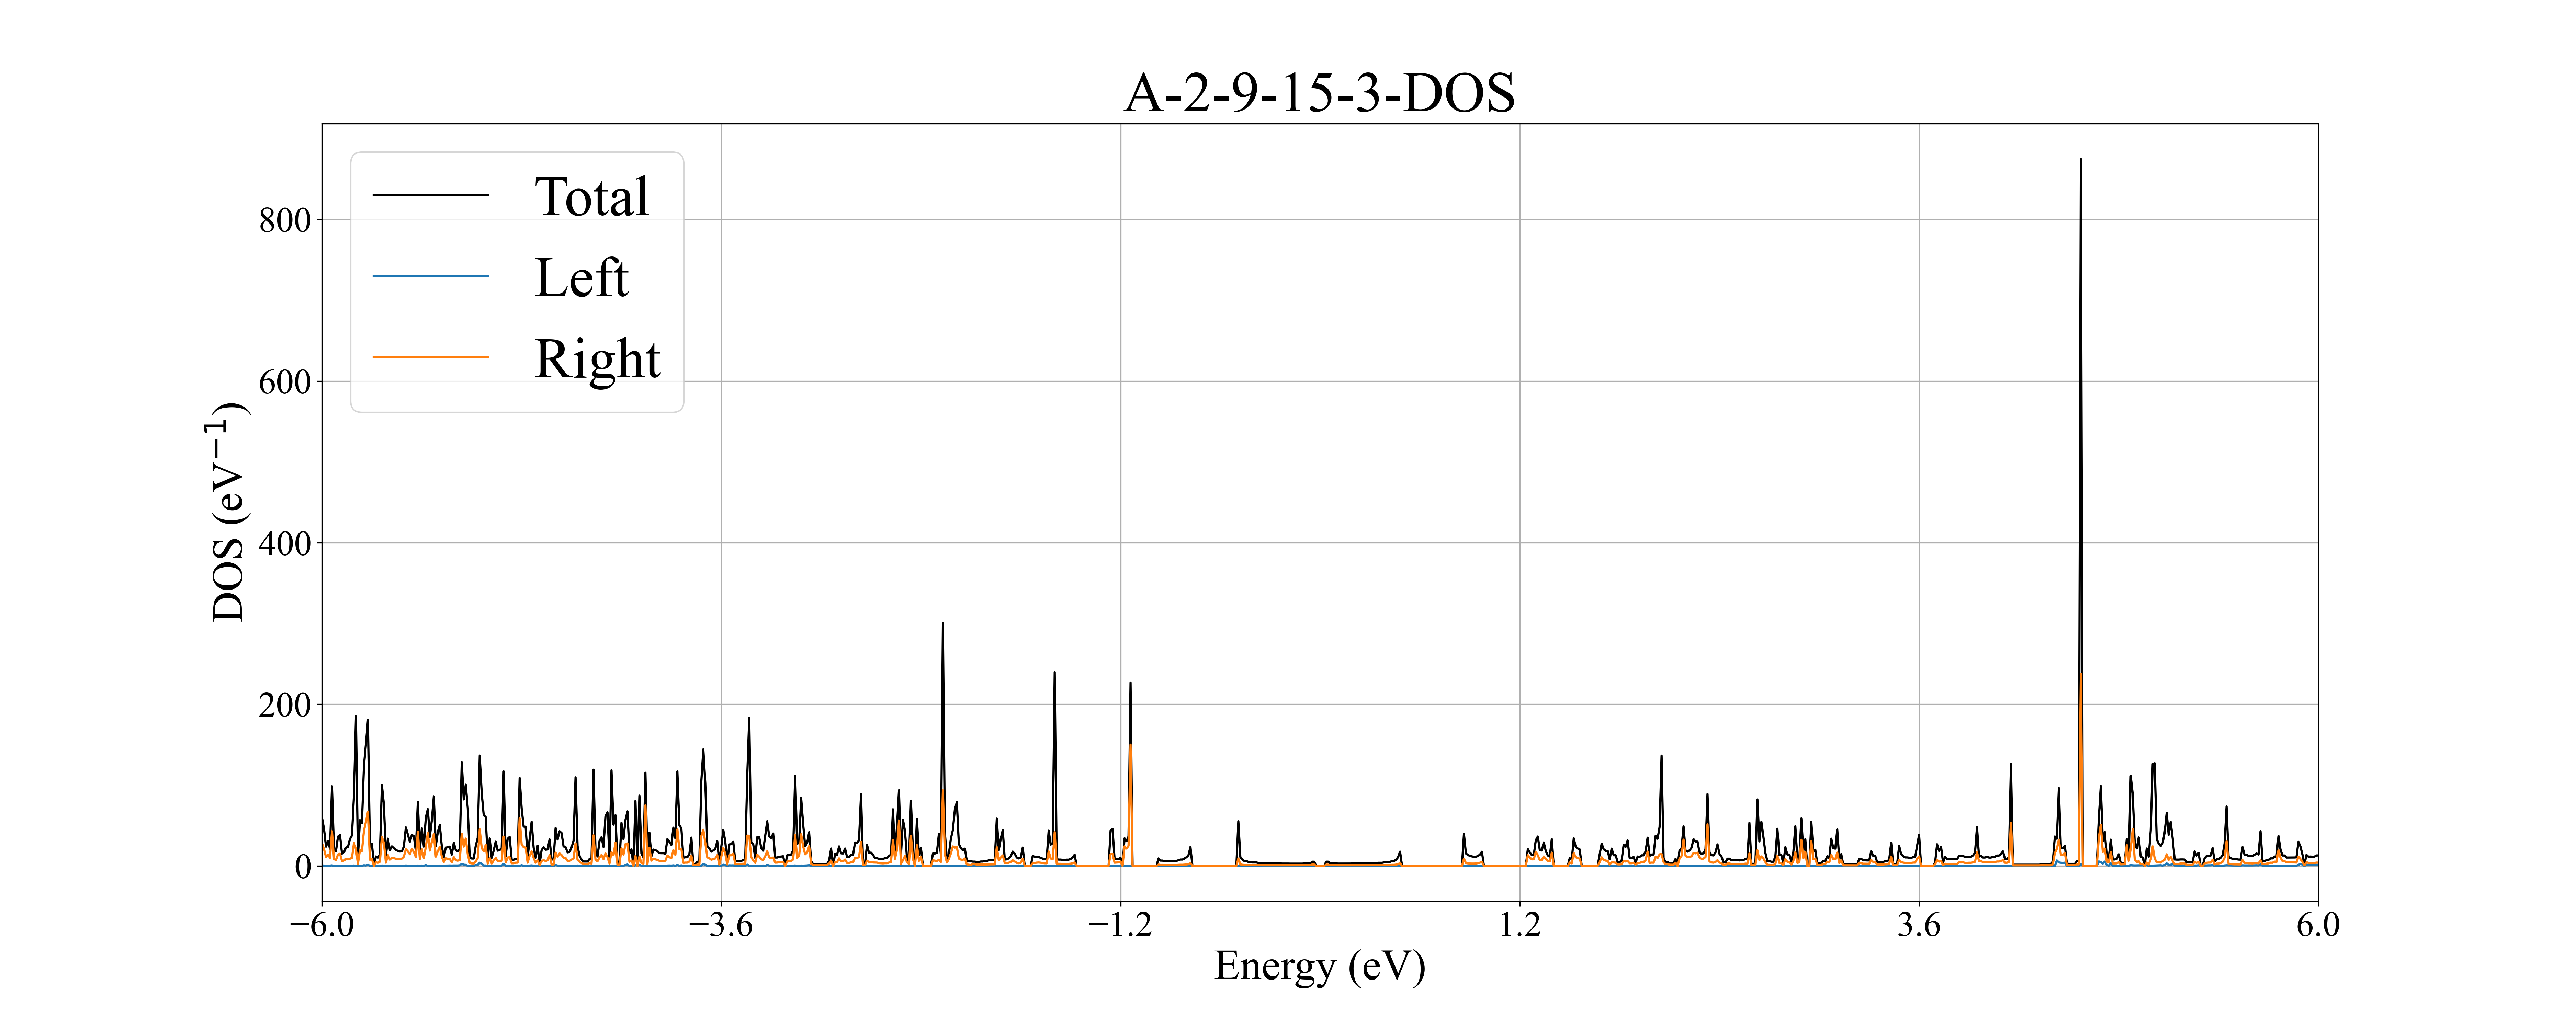 A-2-9-15-3-DOS
Total
Left
Right
DOS (eV⁻¹)
800
600
400
200
0
−6.0 −3.6 −1.2 1.2 3.6 6.0
Energy (eV)